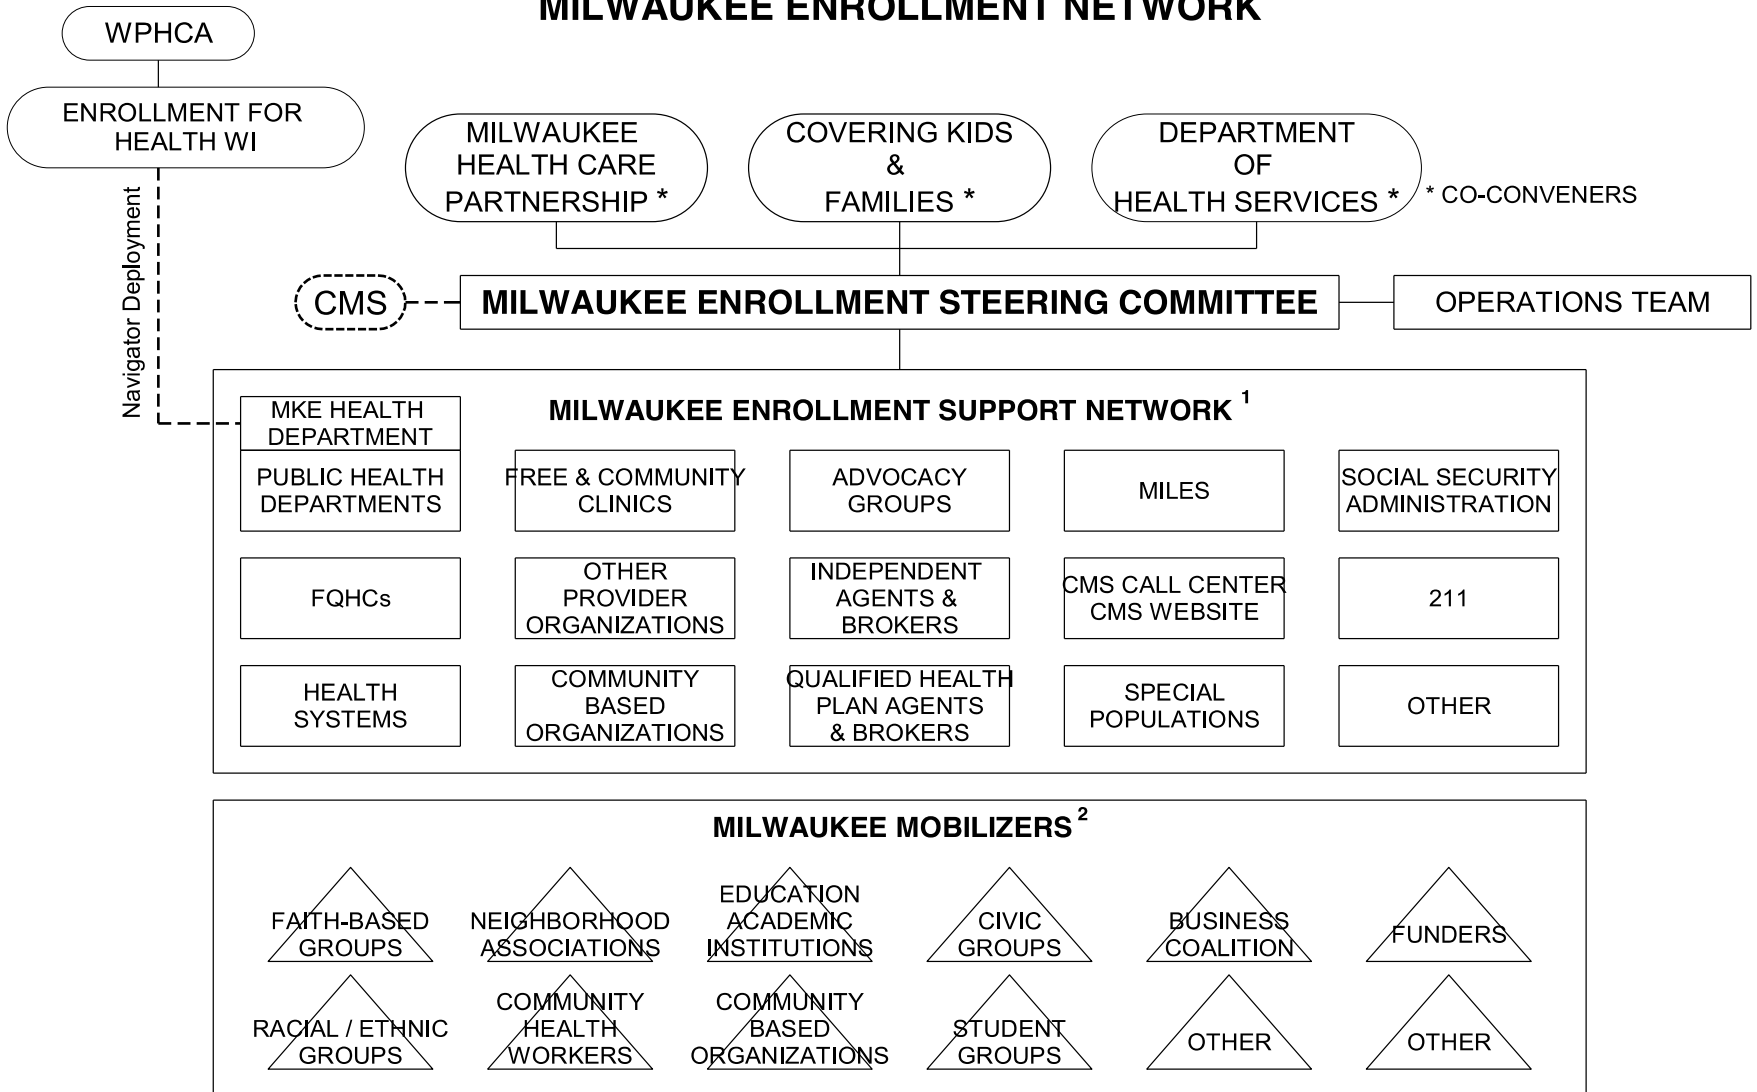 MILWAUKEE ENROLLMENT NETWORK
WPHCA
ENROLLMENT FOR
HEALTH WI
Navigator Deployment
MILWAUKEE
HEALTH CARE
PARTNERSHIP *
COVERING KIDS
&
FAMILIES *
DEPARTMENT
OF
HEALTH SERVICES *
* CO-CONVENERS
CMS
MILWAUKEE ENROLLMENT STEERING COMMITTEE
OPERATIONS TEAM
MILWAUKEE ENROLLMENT SUPPORT NETWORK 1
MKE HEALTH
DEPARTMENT
PUBLIC HEALTH
DEPARTMENTS
FREE & COMMUNITY
CLINICS
ADVOCACY
GROUPS
MILES
SOCIAL SECURITY
ADMINISTRATION
FQHCs
OTHER
PROVIDER
ORGANIZATIONS
INDEPENDENT
AGENTS &
BROKERS
CMS CALL CENTER
CMS WEBSITE
211
HEALTH
SYSTEMS
COMMUNITY
BASED
ORGANIZATIONS
QUALIFIED HEALTH
PLAN AGENTS
& BROKERS
SPECIAL
POPULATIONS
OTHER
MILWAUKEE MOBILIZERS 2
FAITH-BASED
GROUPS
NEIGHBORHOOD
ASSOCIATIONS
EDUCATION
ACADEMIC
INSTITUTIONS
CIVIC
GROUPS
BUSINESS
COALITION
FUNDERS
RACIAL / ETHNIC
GROUPS
COMMUNITY
HEALTH
WORKERS
COMMUNITY
BASED
ORGANIZATIONS
STUDENT
GROUPS
OTHER
OTHER